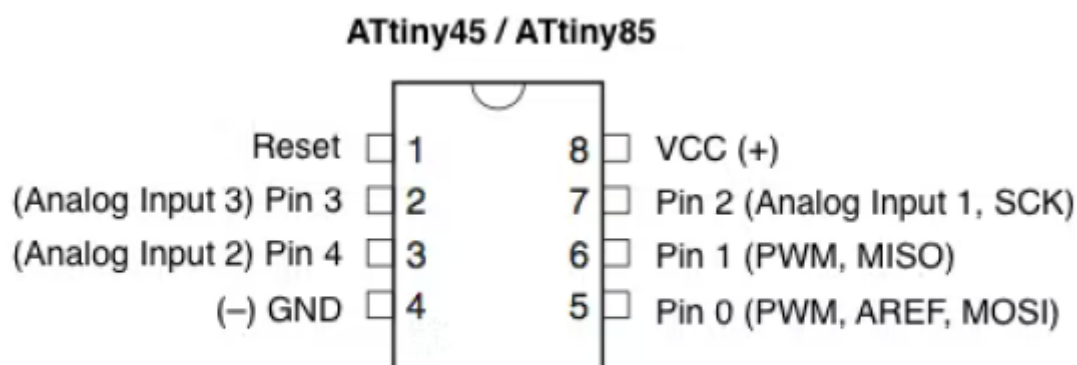 ATtiny45 / ATtiny85
Reset 1 8 VCC (+)
(Analog Input 3) Pin 3 2 7 Pin 2 (Analog Input 1, SCK)
(Analog Input 2) Pin 4 3 6 Pin 1 (PWM, MISO)
(–) GND 4 5 Pin 0 (PWM, AREF, MOSI)